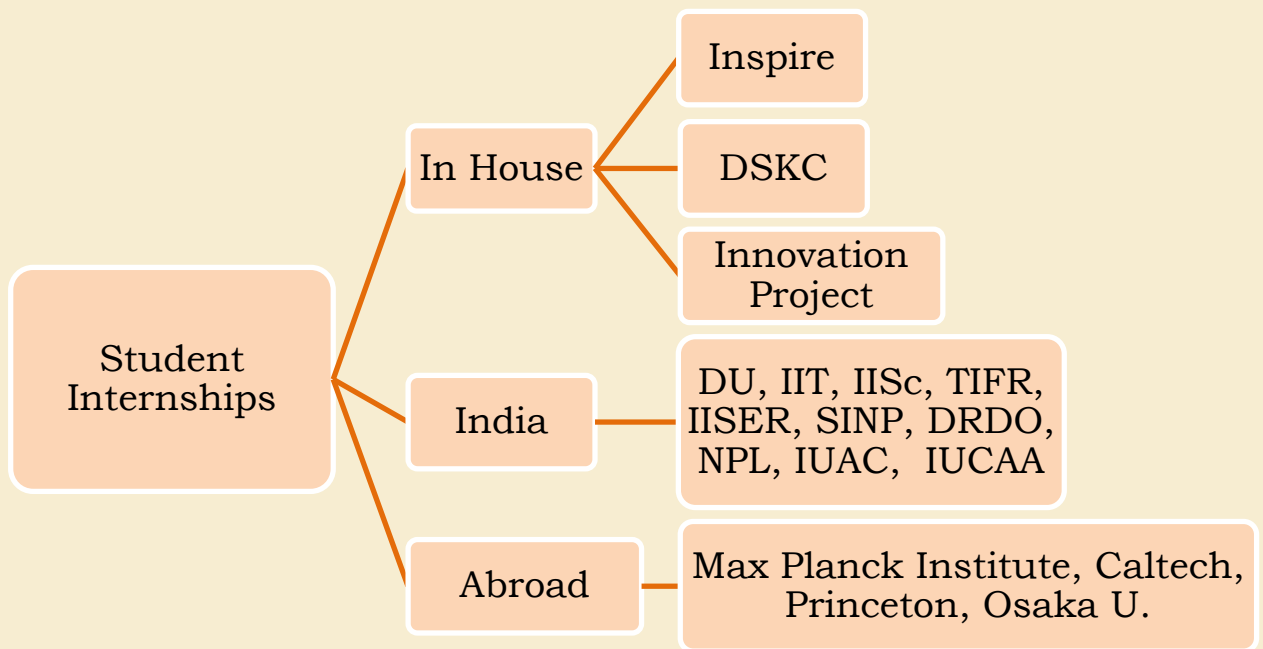 Student
Internships
In House
Inspire
DSKC
Innovation
Project
India
DU, IIT, IISc, TIFR,
IISER, SINP, DRDO,
NPL, IUAC, IUCAA
Abroad
Max Planck Institute, Caltech,
Princeton, Osaka U.